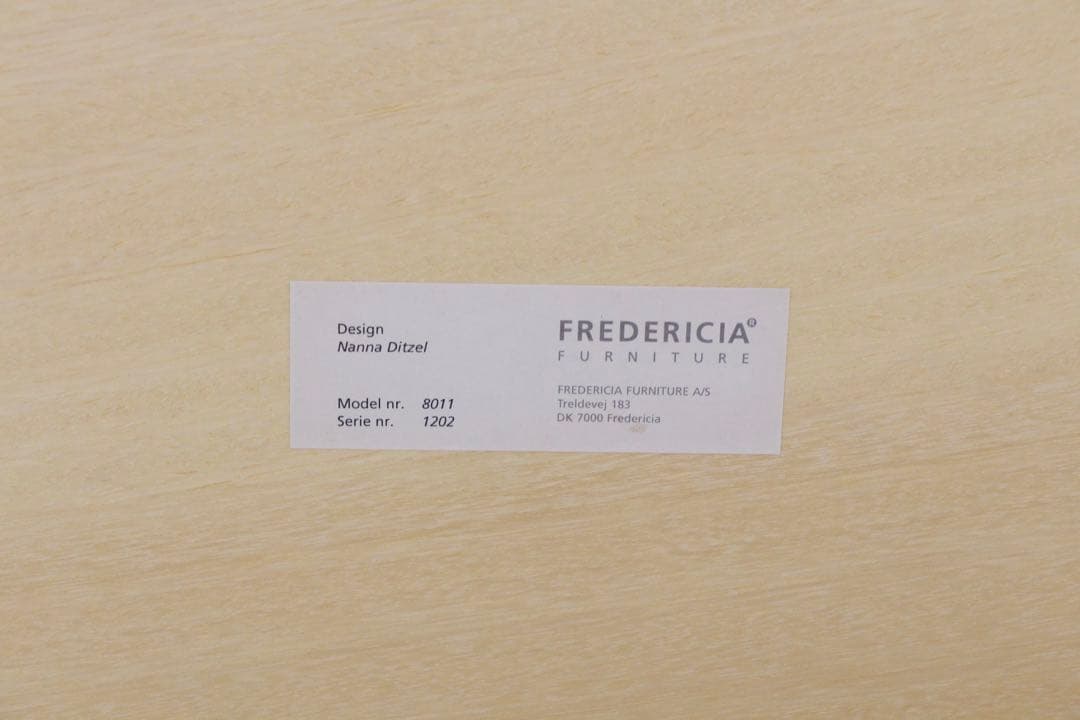 Design
Nanna Ditzel
Model nr. 8011
Serie nr. 1202
FREDERICIA®
FURNITURE
FREDERICIA FURNITURE A/S
Treldevej 183
DK 7000 Fredericia